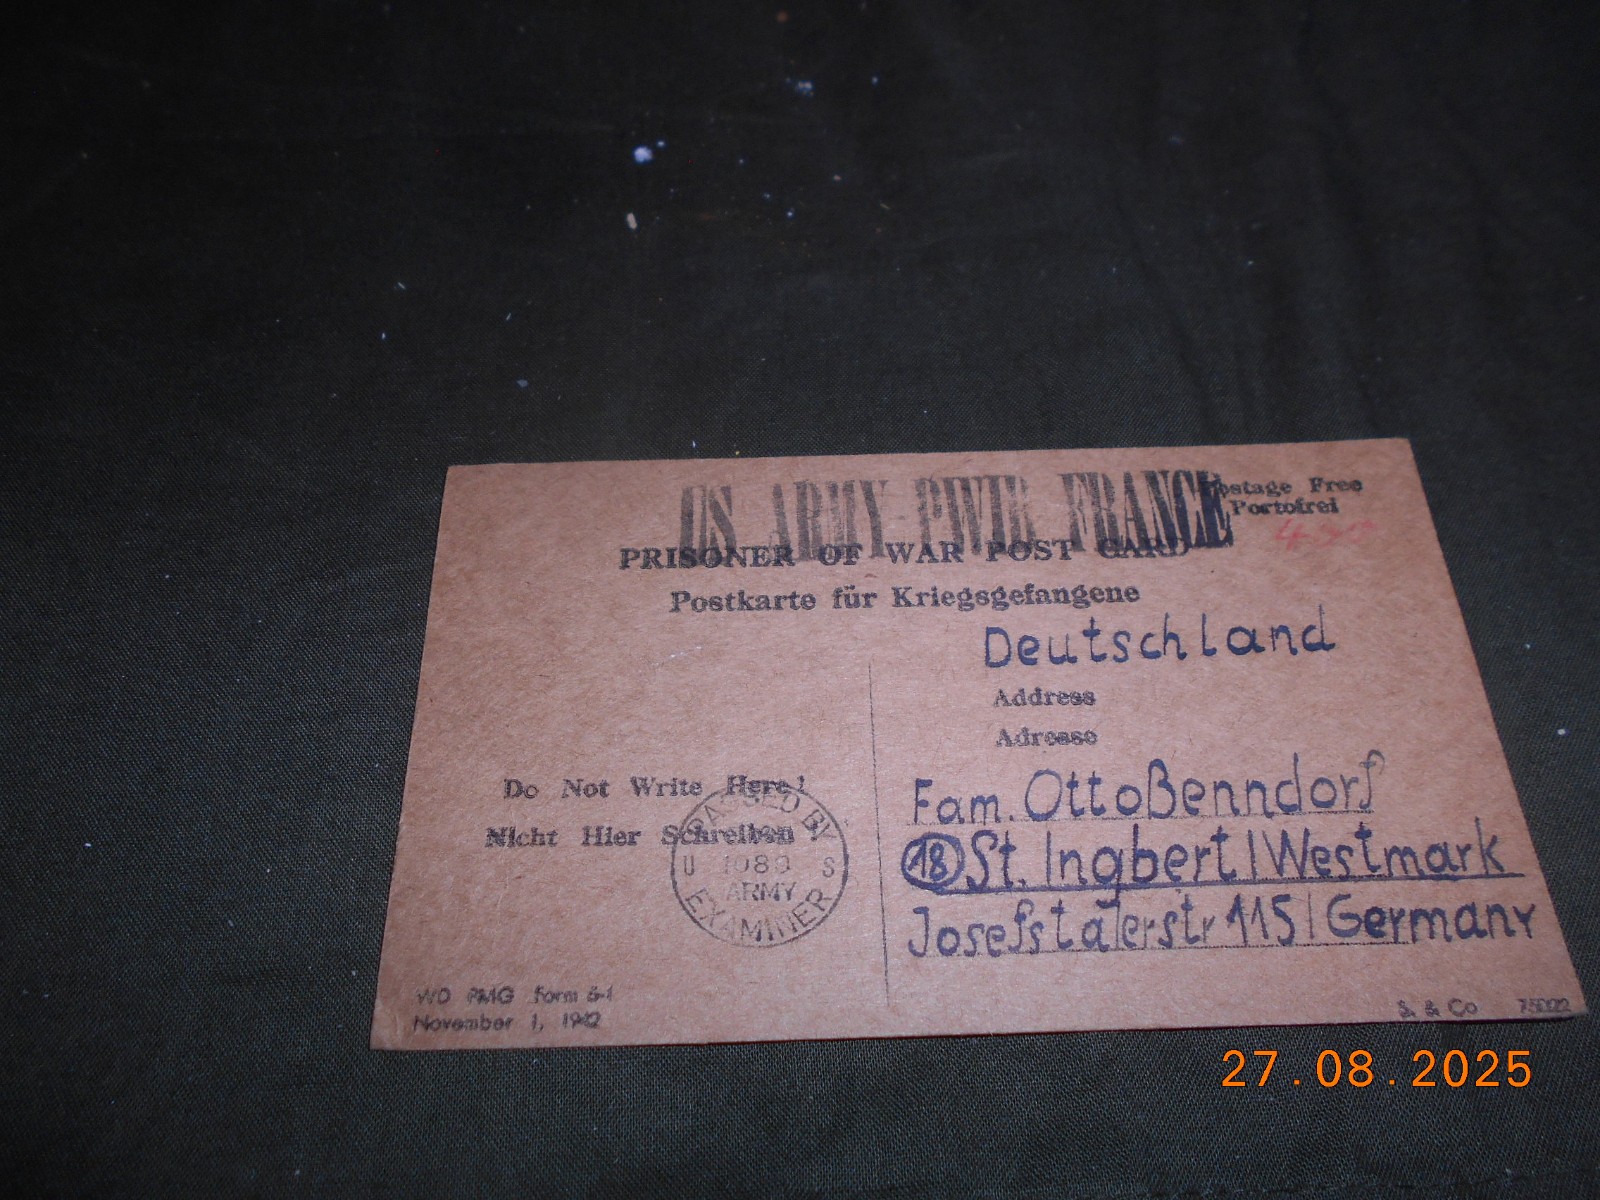 US ARMY PWIB FRANCE
Postage Free
Portofrei
PRISONER OF WAR POST CARD
Postkarte für Kriegsgefangene
Deutschland
Address
Adresse
Do Not Write Here!
Nicht Hier Schreiben
PASSED BY
U 1089 S
ARMY
EXAMINER
Fam. Otto Benndorf
18 St. Ingbert / Westmark
Josefstalerstr 115 / Germany
WD PMG Form 6-1
November 1, 1942
S. & Co
27.08.2025